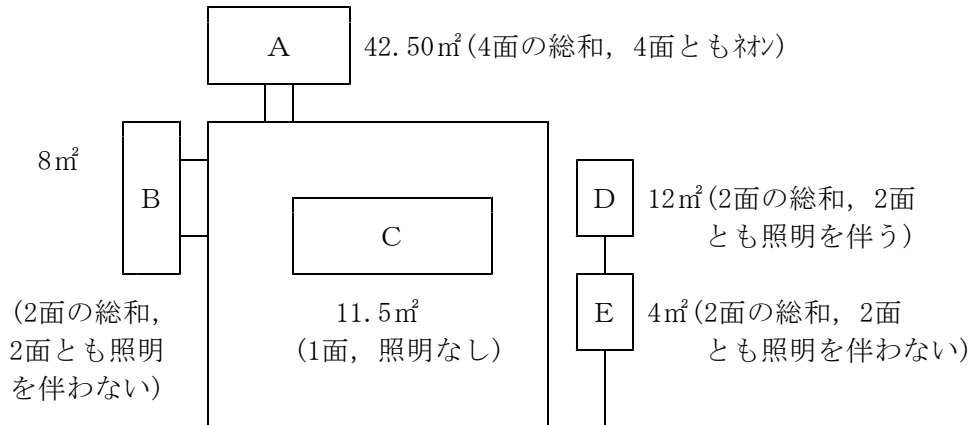 A 42.50㎡(4面の総和, 4面ともネオン)
8㎡
B
C
D 12㎡(2面の総和, 2面
とも照明を伴う)
E 4㎡(2面の総和, 2面
とも照明を伴わない)
(2面の総和,
2面とも照明
を伴わない)
11.5㎡
(1面, 照明なし)